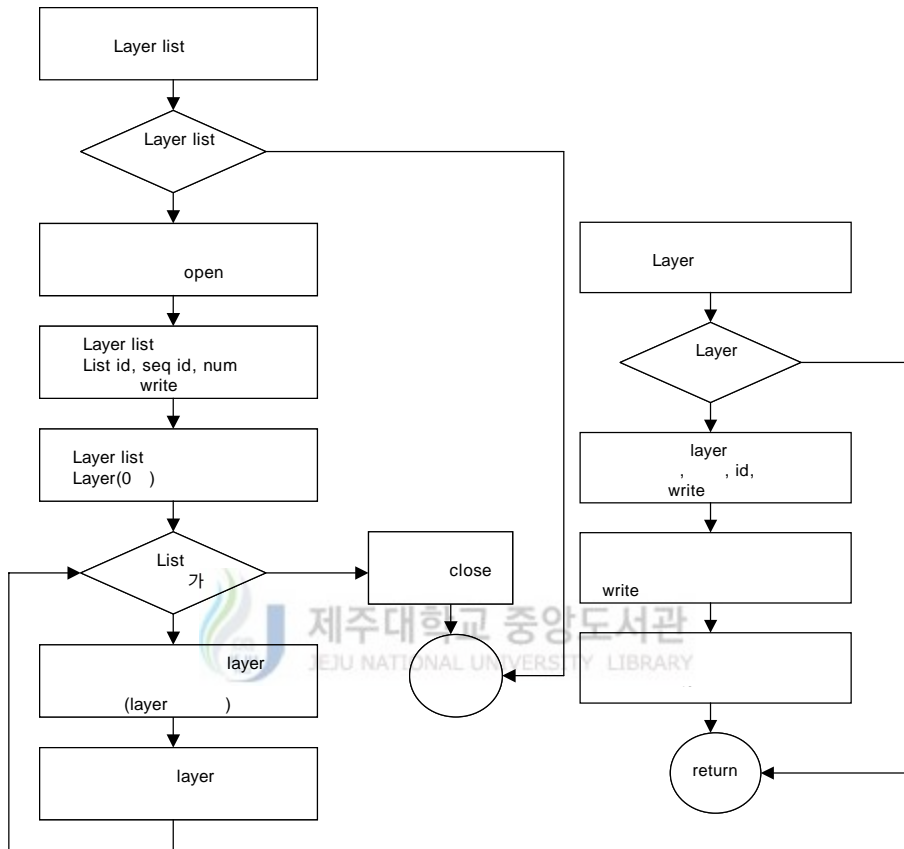 Layer list
Layer list
open
Layer list
List id, seq id, num
write
Layer list
Layer(0 )
List
가
close
layer
(layer )
layer
Layer
Layer
layer
, , id,
write
write
return
제주대학교 중앙도서관
JEJU NATIONAL UNIVERSITY LIBRARY